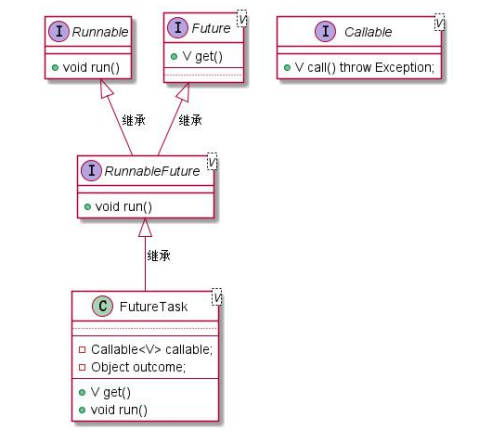 I Runnable
void run()
I Future V
V get()
I Callable V
V call() throw Exception;
继承
继承
I RunnableFuture V
void run()
继承
C FutureTask V
Callable<V> callable;
Object outcome;
V get()
void run()